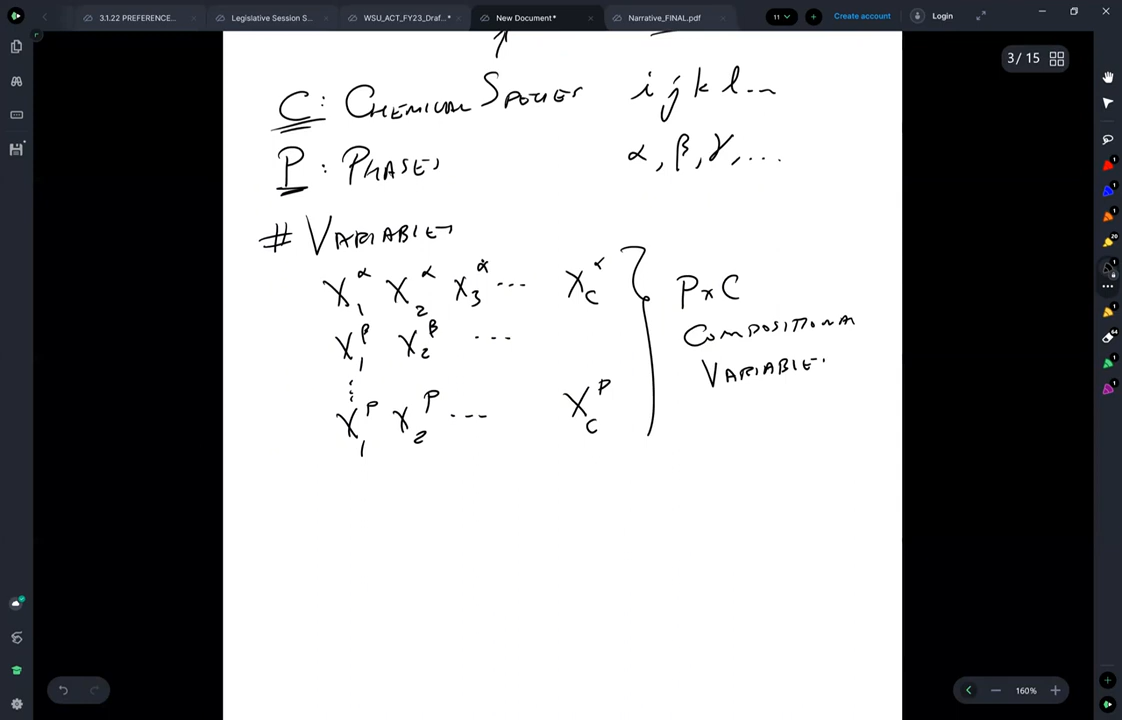 3.1.22 PREFERENCE...
Legislative Session S...
WSU_ACT_FY23_Draf...*
New Document*
Narrative_FINAL.pdf
11
Create account
Login
3 / 15
C: CHEMICAL SPECIES i j k l...
P: PHASES α, β, γ, ...
# VARIABLES
X₁^α X₂^α X₃^α ... X_C^α } P x C
COMPOSITIONAL
X₁^β X₂^β ...
VARIABLES
⋮
X₁^P X₂^P ... X_C^P
160%